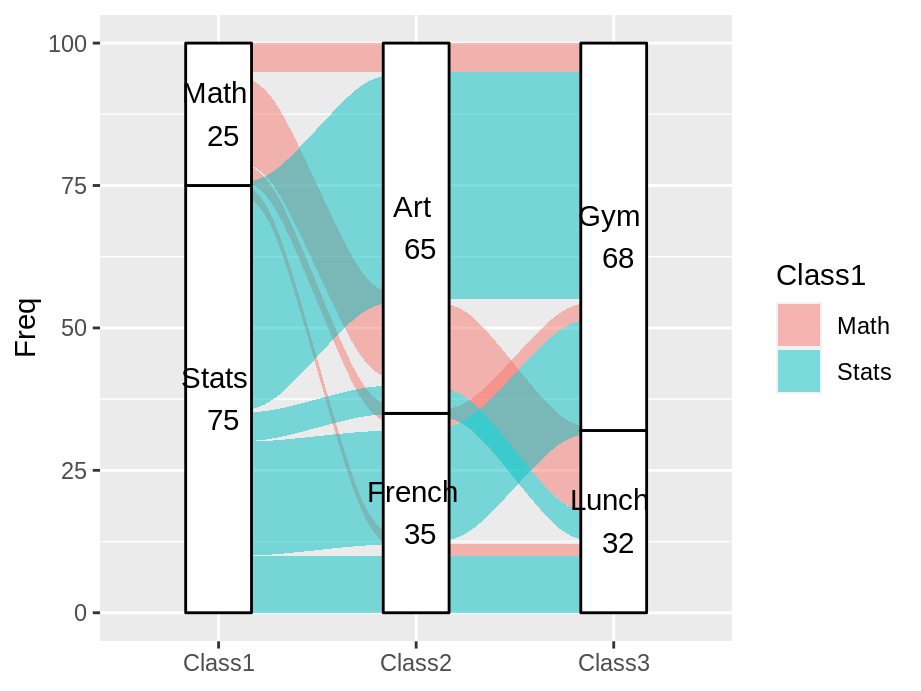 Freq
100
75
50
25
0
Math
25
Stats
75
Art
65
French
35
Gym
68
Lunch
32
Class1
Class2
Class3
Class1
Math
Stats